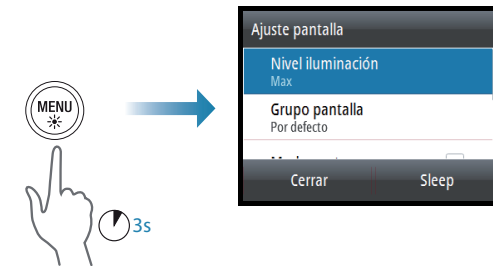 MENU
3s
Ajuste pantalla
Nivel iluminación
Max
Grupo pantalla
Por defecto
Cerrar Sleep